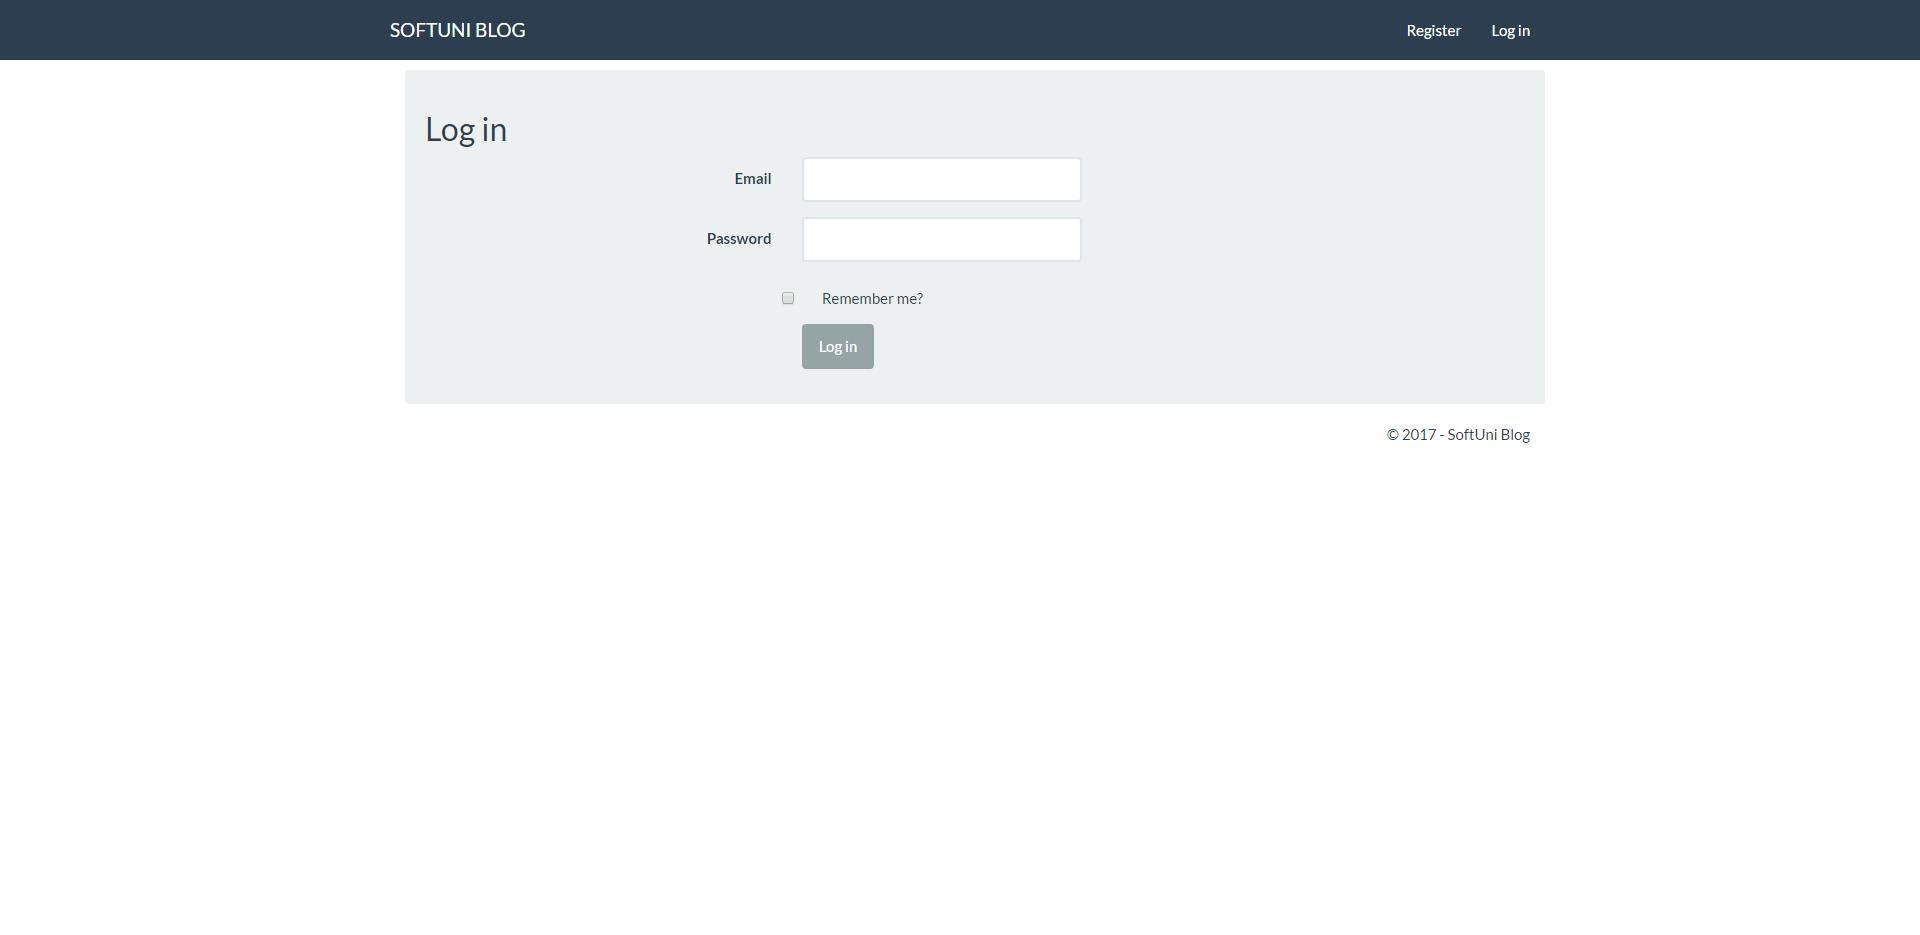 SOFTUNI BLOG
Register
Log in
Log in
Email
Password
Remember me?
Log in
© 2017 - SoftUni Blog